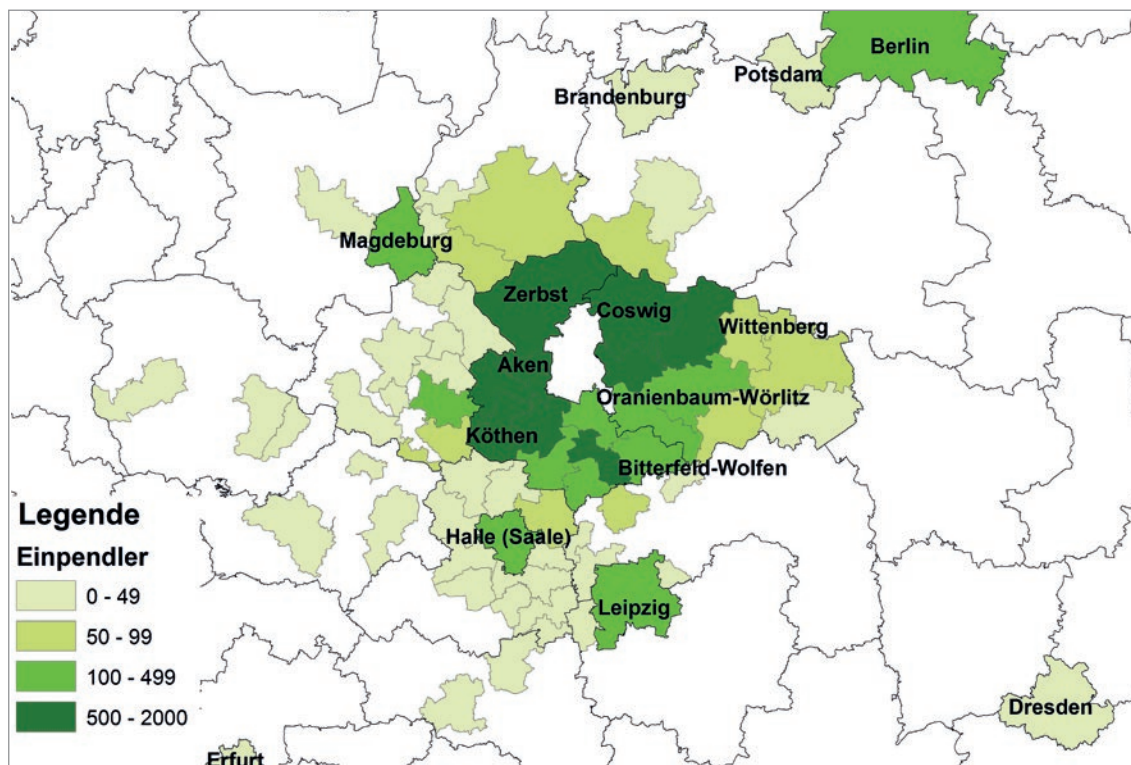 Berlin
Potsdam
Brandenburg
Magdeburg
Zerbst
Coswig
Wittenberg
Aken
Oranienbaum-Wörlitz
Köthen
Bitterfeld-Wolfen
Halle (Saale)
Leipzig
Dresden
Erfurt
Legende
Einpendler
0 - 49
50 - 99
100 - 499
500 - 2000